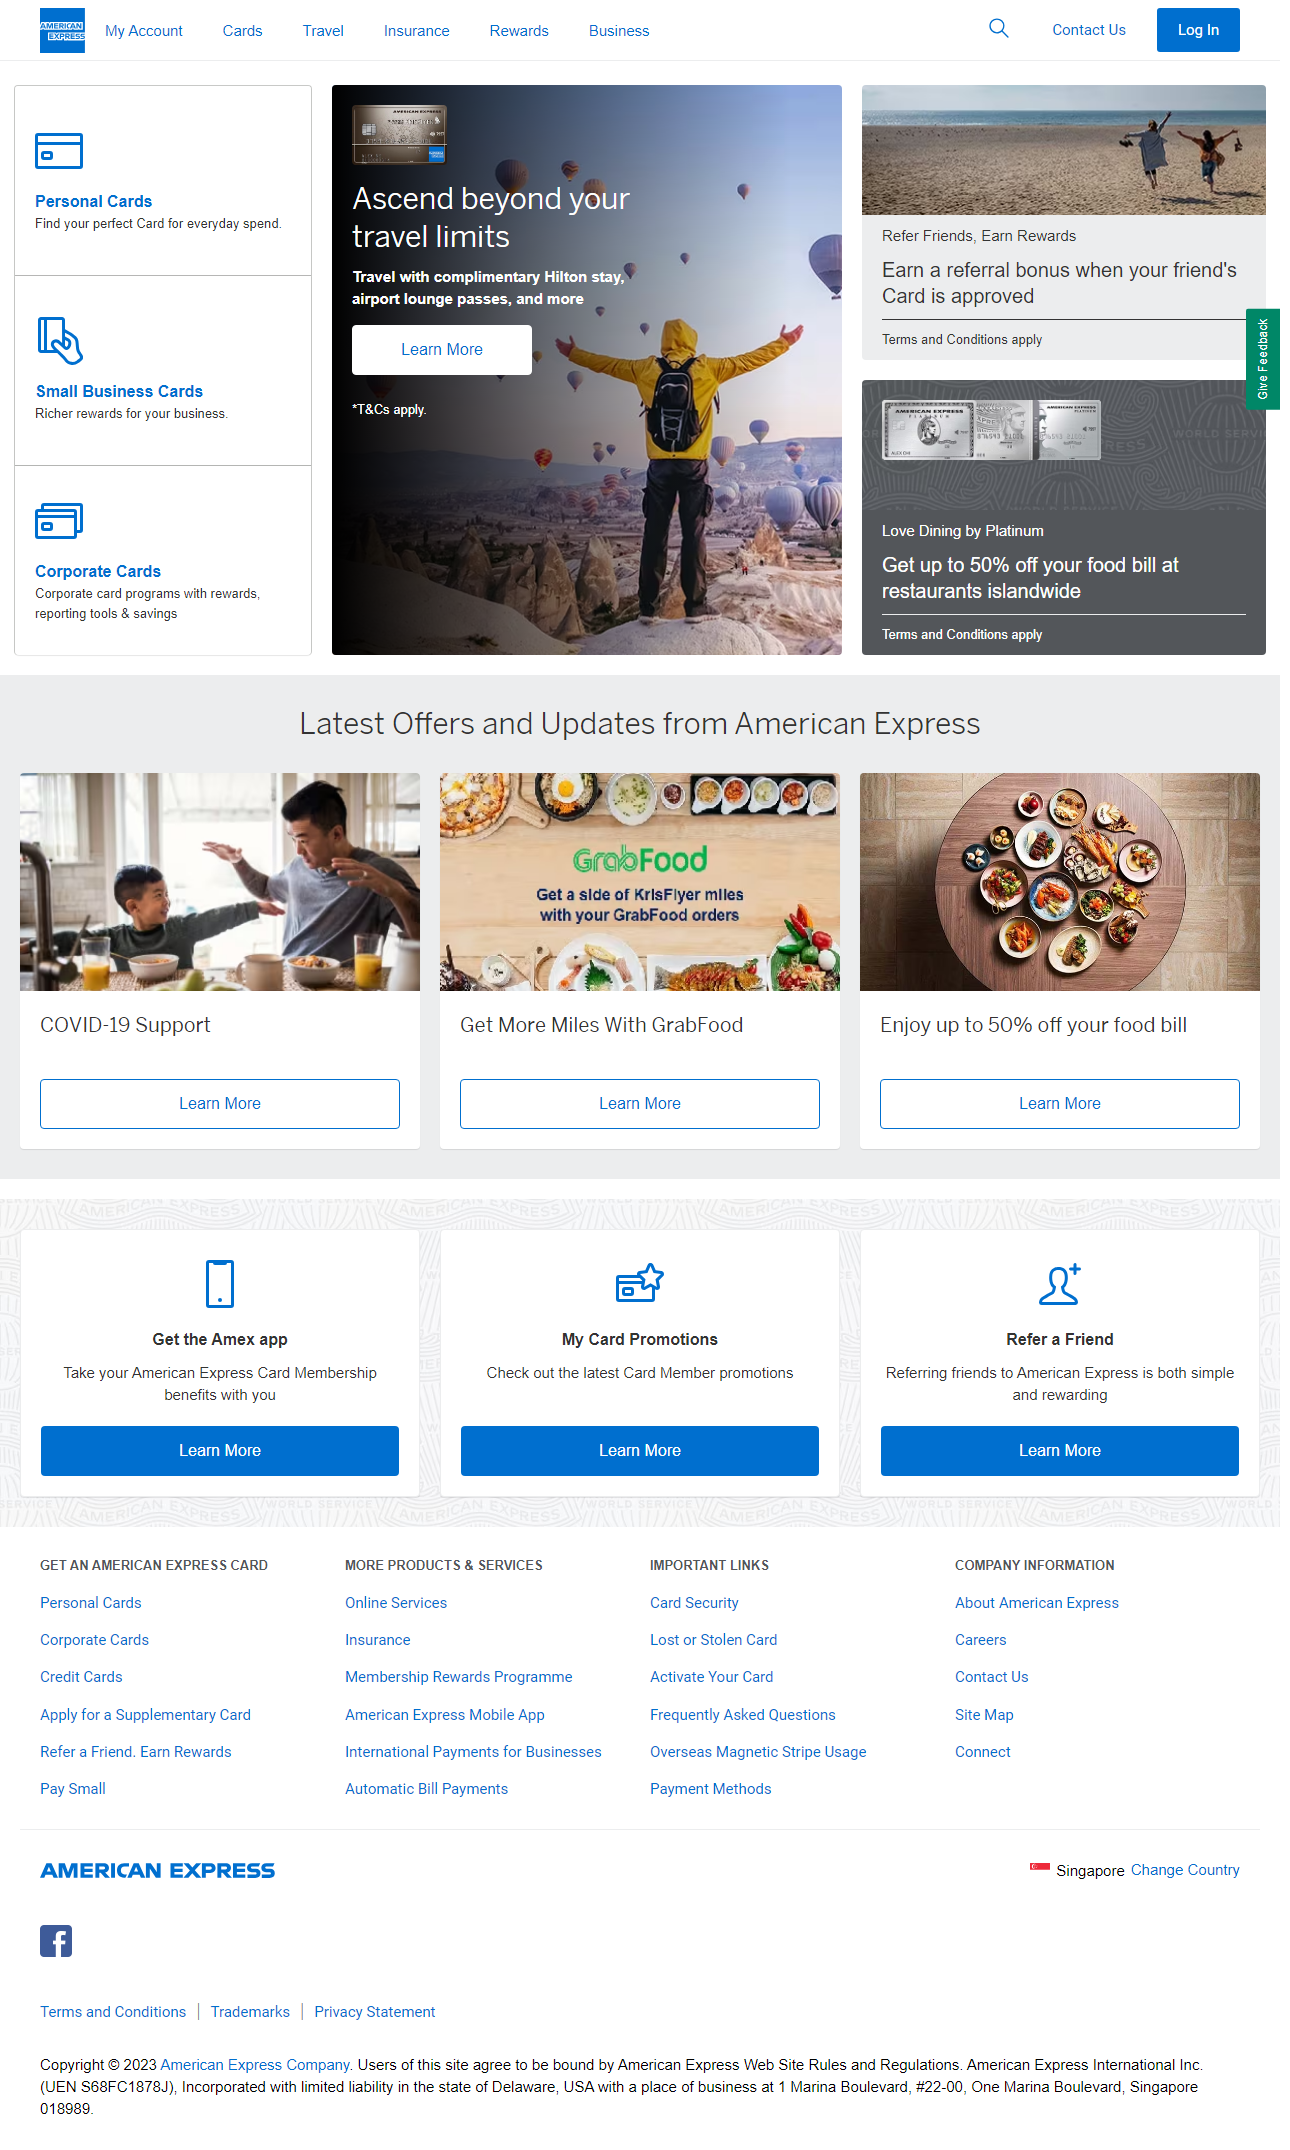 AMERICAN
EXPRESS
My Account
Cards
Travel
Insurance
Rewards
Business
Contact Us
Log In
Personal Cards
Find your perfect Card for everyday spend.
Small Business Cards
Richer rewards for your business.
Corporate Cards
Corporate card programs with rewards,
reporting tools & savings
AMERICAN EXPRESS
Ascend beyond your
travel limits
Travel with complimentary Hilton stay,
airport lounge passes, and more
Learn More
*T&Cs apply.
Refer Friends, Earn Rewards
Earn a referral bonus when your friend's
Card is approved
Terms and Conditions apply
Give Feedback
AMERICAN EXPRESS
PLATINUM
Love Dining by Platinum
Get up to 50% off your food bill at
restaurants islandwide
Terms and Conditions apply
Latest Offers and Updates from American Express
GrabFood
Get a side of KrisFlyer miles
with your GrabFood orders
COVID-19 Support
Learn More
Get More Miles With GrabFood
Learn More
Enjoy up to 50% off your food bill
Learn More
Get the Amex app
Take your American Express Card Membership
benefits with you
Learn More
My Card Promotions
Check out the latest Card Member promotions
Learn More
Refer a Friend
Referring friends to American Express is both simple
and rewarding
Learn More
GET AN AMERICAN EXPRESS CARD
Personal Cards
Corporate Cards
Credit Cards
Apply for a Supplementary Card
Refer a Friend. Earn Rewards
Pay Small
MORE PRODUCTS & SERVICES
Online Services
Insurance
Membership Rewards Programme
American Express Mobile App
International Payments for Businesses
Automatic Bill Payments
IMPORTANT LINKS
Card Security
Lost or Stolen Card
Activate Your Card
Frequently Asked Questions
Overseas Magnetic Stripe Usage
Payment Methods
COMPANY INFORMATION
About American Express
Careers
Contact Us
Site Map
Connect
AMERICAN EXPRESS
Singapore Change Country
Terms and Conditions | Trademarks | Privacy Statement
Copyright © 2023 American Express Company. Users of this site agree to be bound by American Express Web Site Rules and Regulations. American Express International Inc.
(UEN S68FC1878J), Incorporated with limited liability in the state of Delaware, USA with a place of business at 1 Marina Boulevard, #22-00, One Marina Boulevard, Singapore
018989.